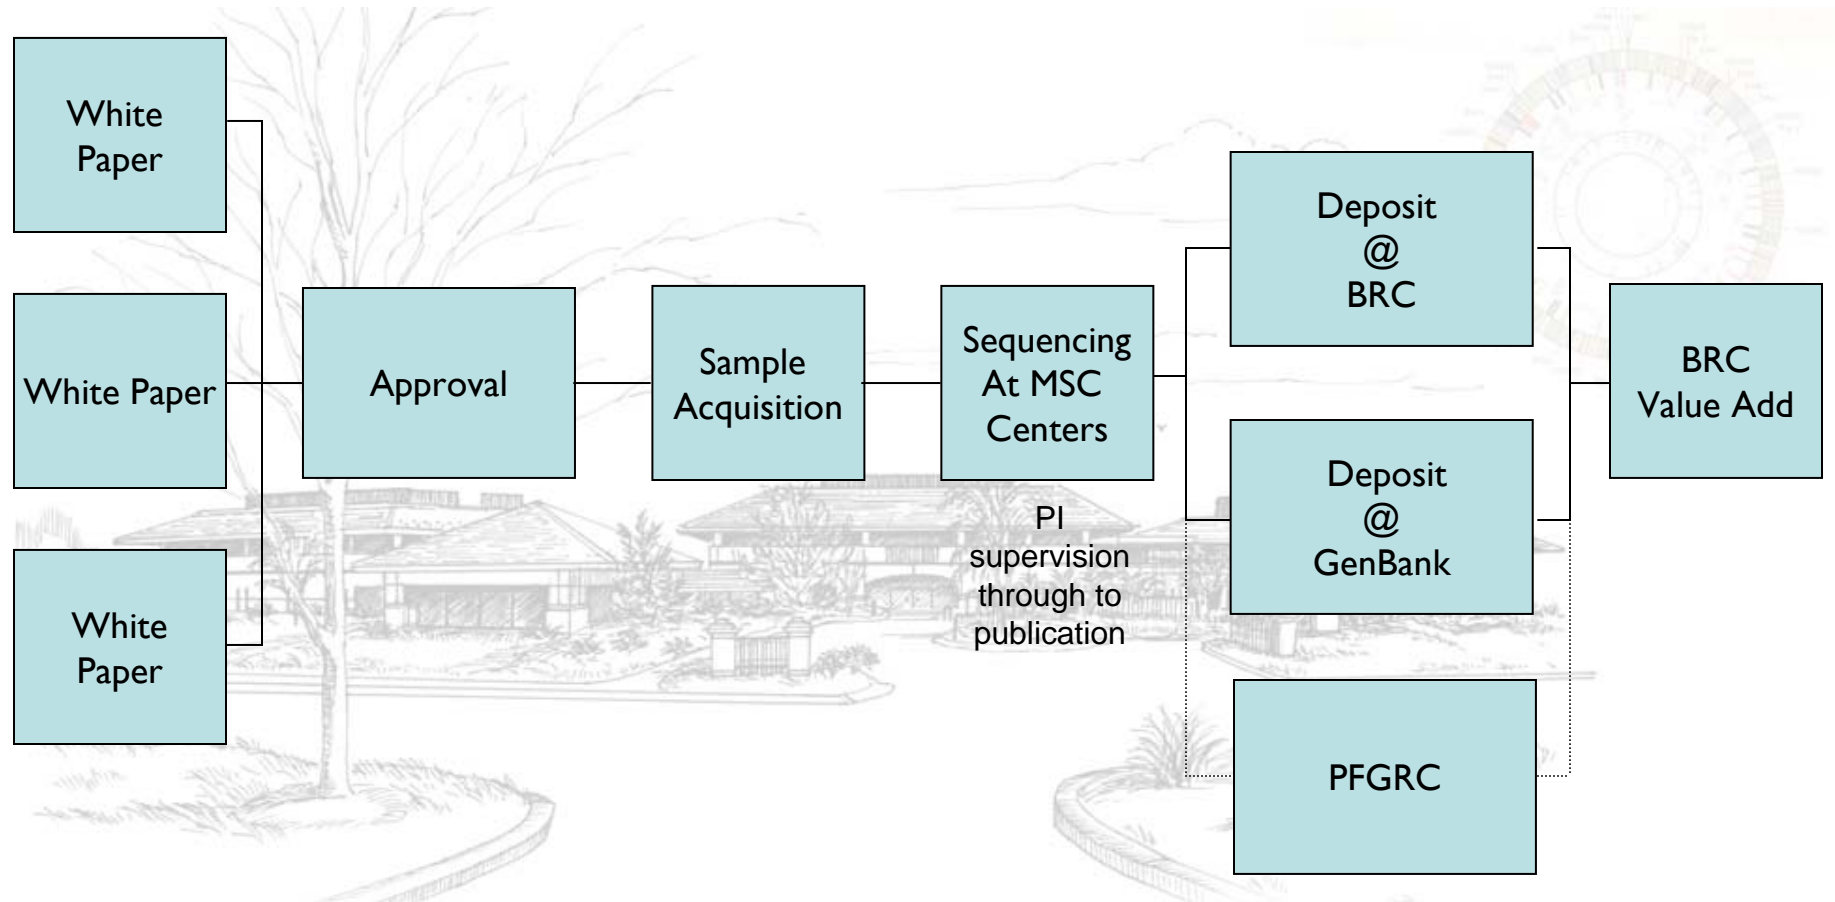 White
Paper
White Paper
White
Paper
Approval
Sample
Acquisition
Sequencing
At MSC
Centers
PI
supervision
through to
publication
Deposit
@
BRC
Deposit
@
GenBank
PFGRC
BRC
Value Add